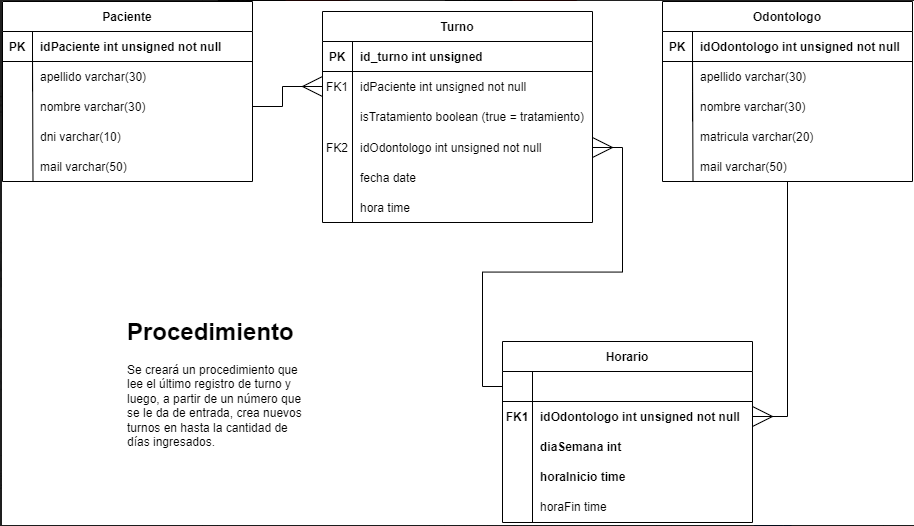 Paciente
PK idPaciente int unsigned not null
apellido varchar(30)
nombre varchar(30)
dni varchar(10)
mail varchar(50)
Turno
PK id_turno int unsigned
FK1 idPaciente int unsigned not null
isTratamiento boolean (true = tratamiento)
FK2 idOdontologo int unsigned not null
fecha date
hora time
Odontologo
PK idOdontologo int unsigned not null
apellido varchar(30)
nombre varchar(30)
matricula varchar(20)
mail varchar(50)
Procedimiento
Se creará un procedimiento que
lee el último registro de turno y
luego, a partir de un número que
se le da de entrada, crea nuevos
turnos en hasta la cantidad de
días ingresados.
Horario
FK1 idOdontologo int unsigned not null
diaSemana int
horaInicio time
horaFin time